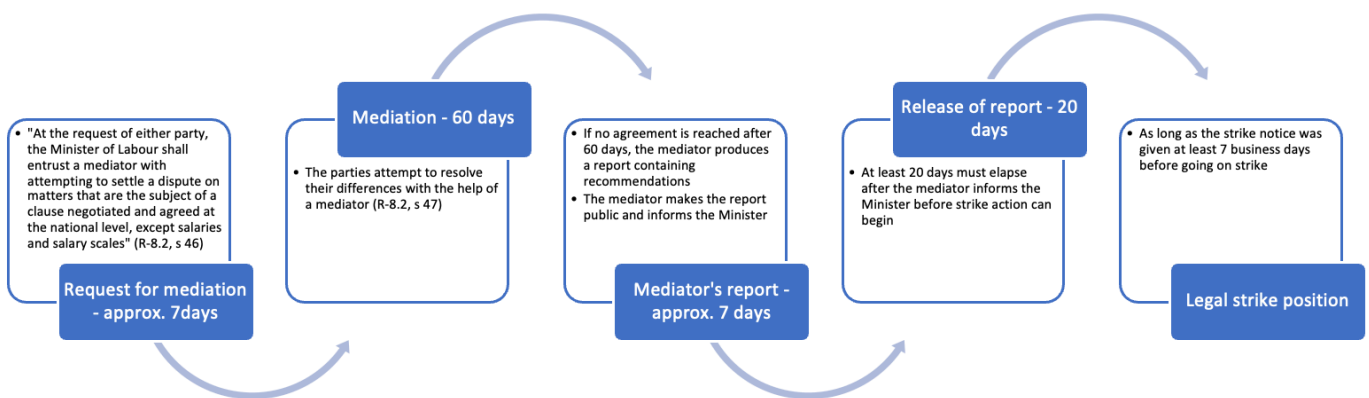 • "At the request of either party,
the Minister of Labour shall
entrust a mediator with
attempting to settle a dispute on
matters that are the subject of a
clause negotiated and agreed at
the national level, except salaries
and salary scales" (R-8.2, s 46)
Request for mediation
- approx. 7days
Mediation - 60 days
• The parties attempt to resolve
their differences with the help of
a mediator (R-8.2, s 47)
• If no agreement is reached after
60 days, the mediator produces
a report containing
recommendations
• The mediator makes the report
public and informs the Minister
Mediator's report -
approx. 7 days
Release of report - 20
days
• At least 20 days must elapse
after the mediator informs the
Minister before strike action can
begin
• As long as the strike notice was
given at least 7 business days
before going on strike
Legal strike position